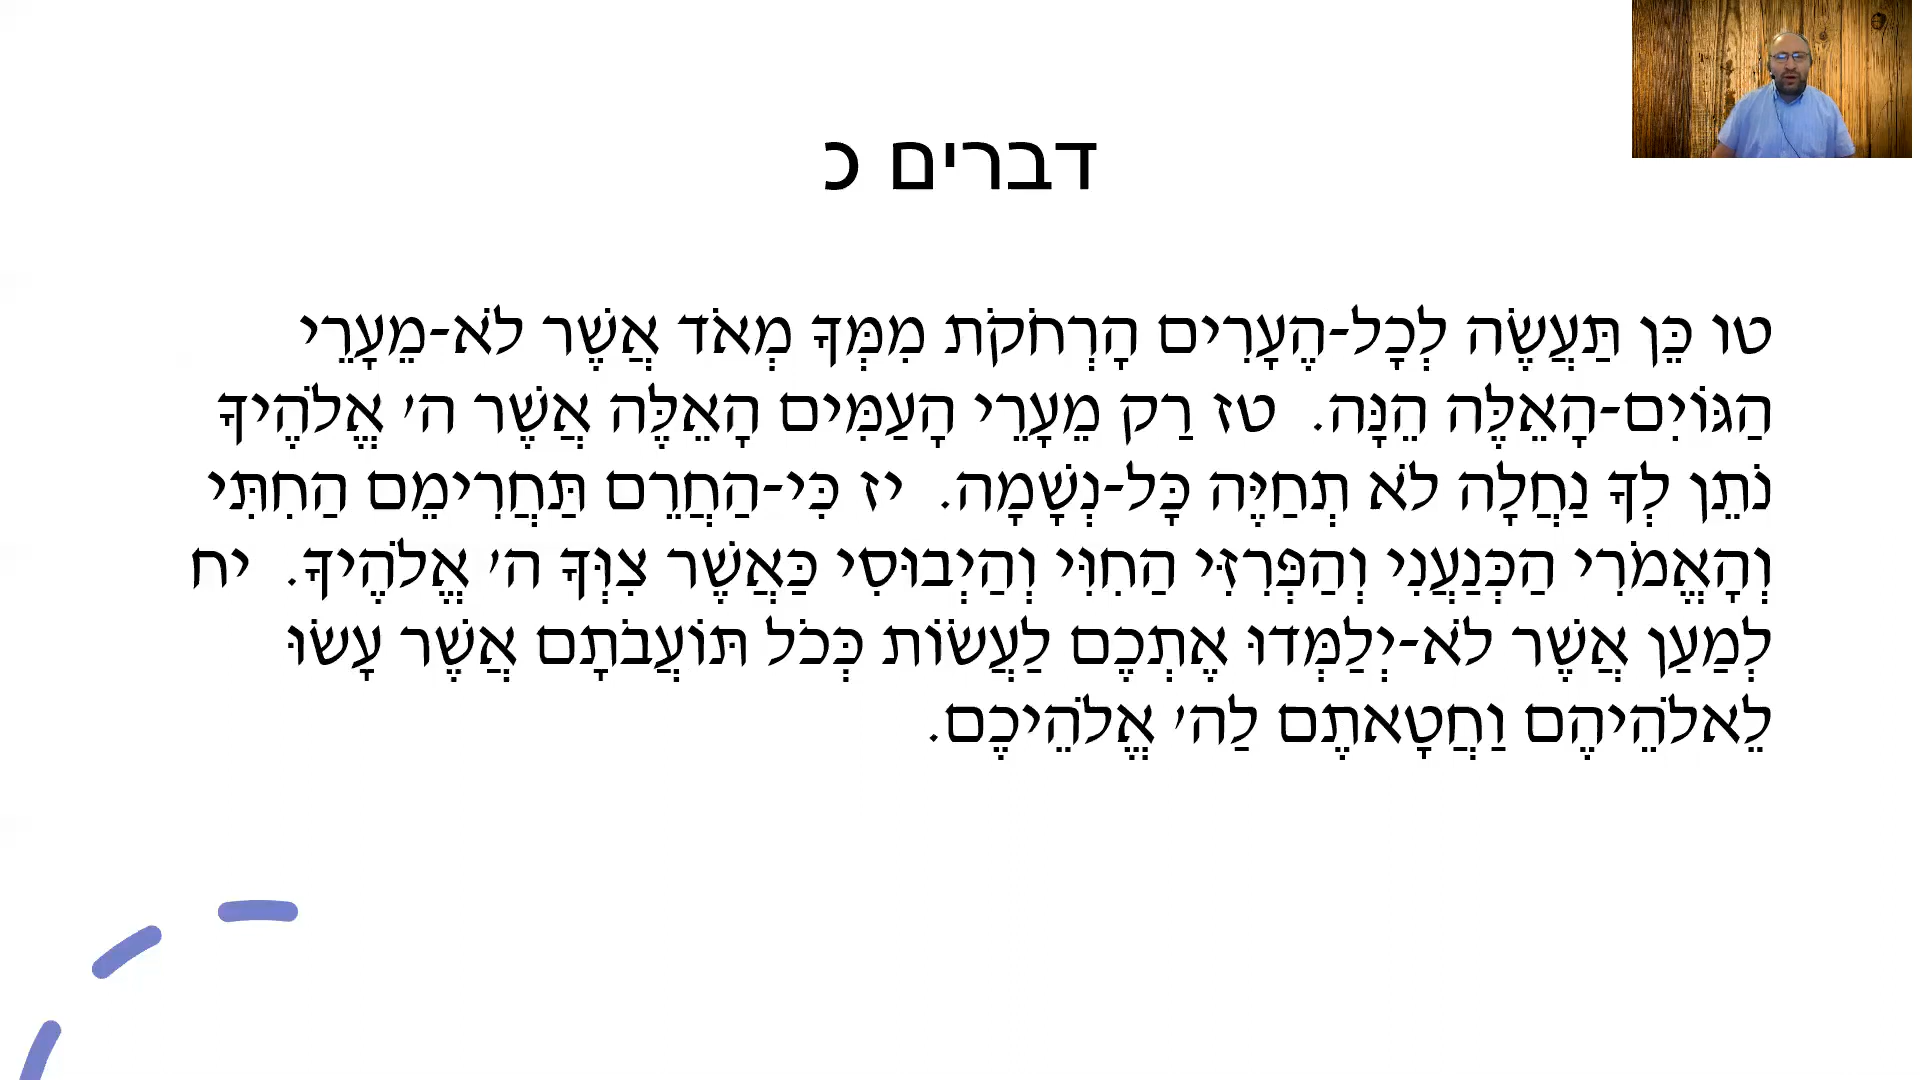 דברים כ
טו כֵּן תַּעֲשֶׂה לְכָל-הֶעָרִים הָרְחֹקֹת מִמְּךָ מְאֹד אֲשֶׁר לֹא-מֵעָרֵי
הַגּוֹיִם-הָאֵלֶּה הֵנָּה. טז רַק מֵעָרֵי הָעַמִּים הָאֵלֶּה אֲשֶׁר ה' אֱלֹהֶיךָ
נֹתֵן לְךָ נַחֲלָה לֹא תְחַיֶּה כָּל-נְשָׁמָה. יז כִּי-הַחֲרֵם תַּחֲרִימֵם הַחִתִּי
וְהָאֱמֹרִי הַכְּנַעֲנִי וְהַפְּרִזִּי הַחִוִּי וְהַיְבוּסִי כַּאֲשֶׁר צִוְּךָ ה' אֱלֹהֶיךָ. יח
לְמַעַן אֲשֶׁר לֹא-יְלַמְּדוּ אֶתְכֶם לַעֲשׂוֹת כְּכֹל תּוֹעֲבֹתָם אֲשֶׁר עָשׂוּ
לֵאלֹהֵיהֶם וַחֲטָאתֶם לַה' אֱלֹהֵיכֶם.